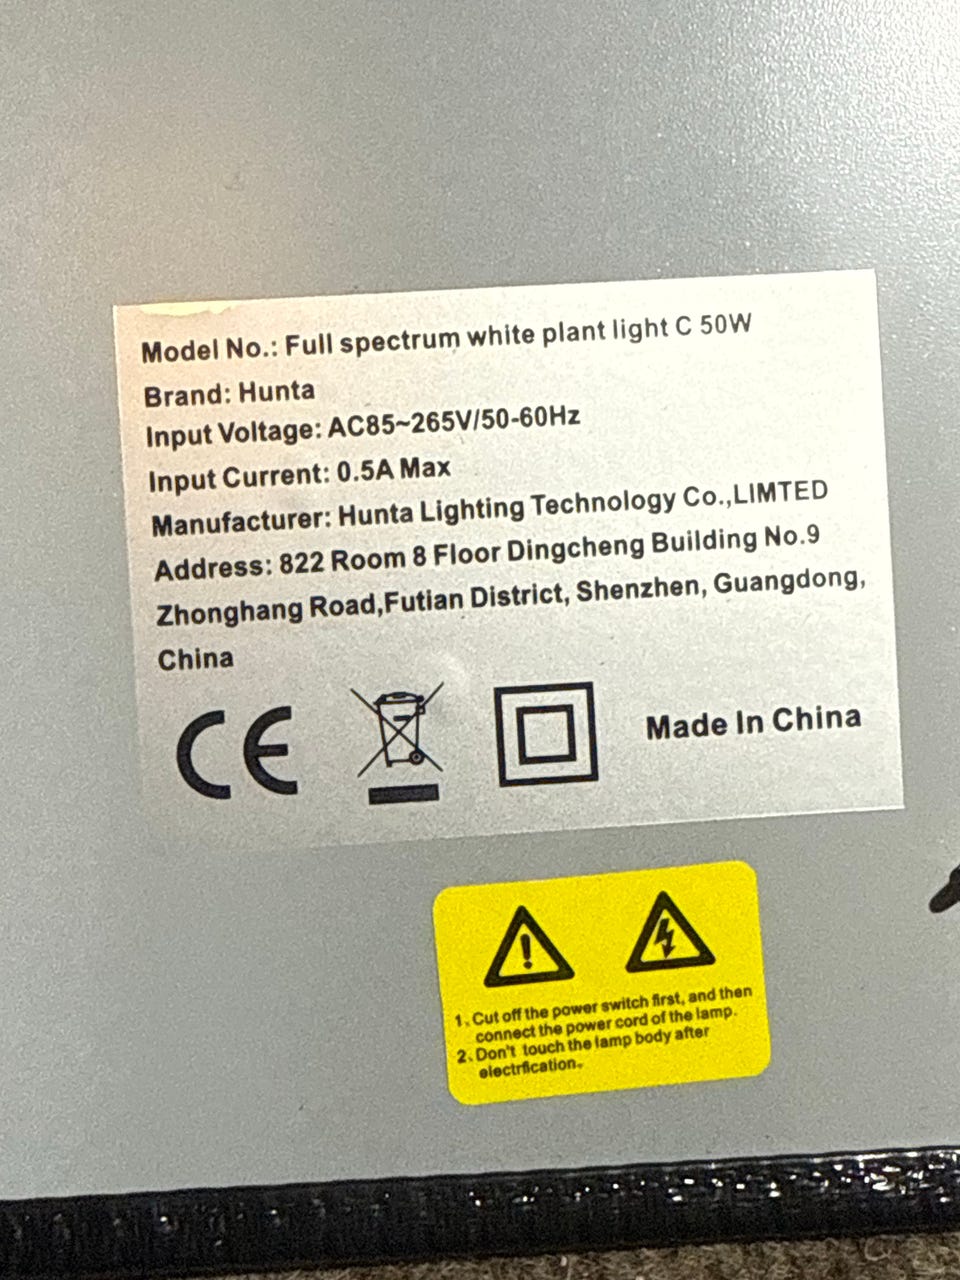 Model No.: Full spectrum white plant light C 50W
Brand: Hunta
Input Voltage: AC85~265V/50-60Hz
Input Current: 0.5A Max
Manufacturer: Hunta Lighting Technology Co.,LIMTED
Address: 822 Room 8 Floor Dingcheng Building No.9
Zhonghang Road,Futian District, Shenzhen, Guangdong,
China
CE
Made In China
1. Cut off the power switch first, and then
connect the power cord of the lamp.
2. Don't touch the lamp body after
electrfication.